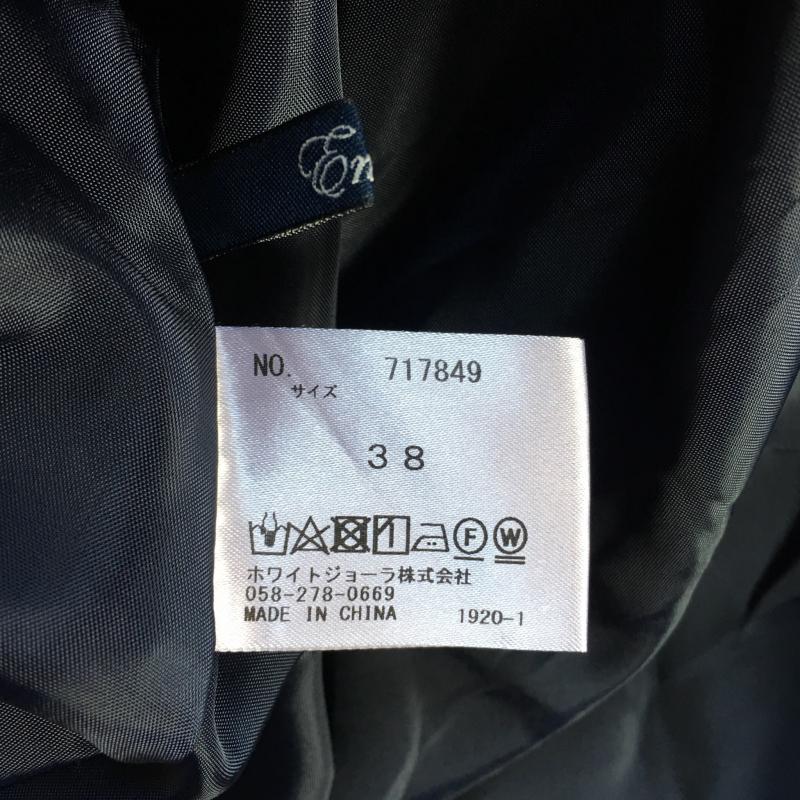 En
NO. 717849
サイズ
38
F W
ホワイトジョーラ株式会社
058-278-0669
MADE IN CHINA 1920-1